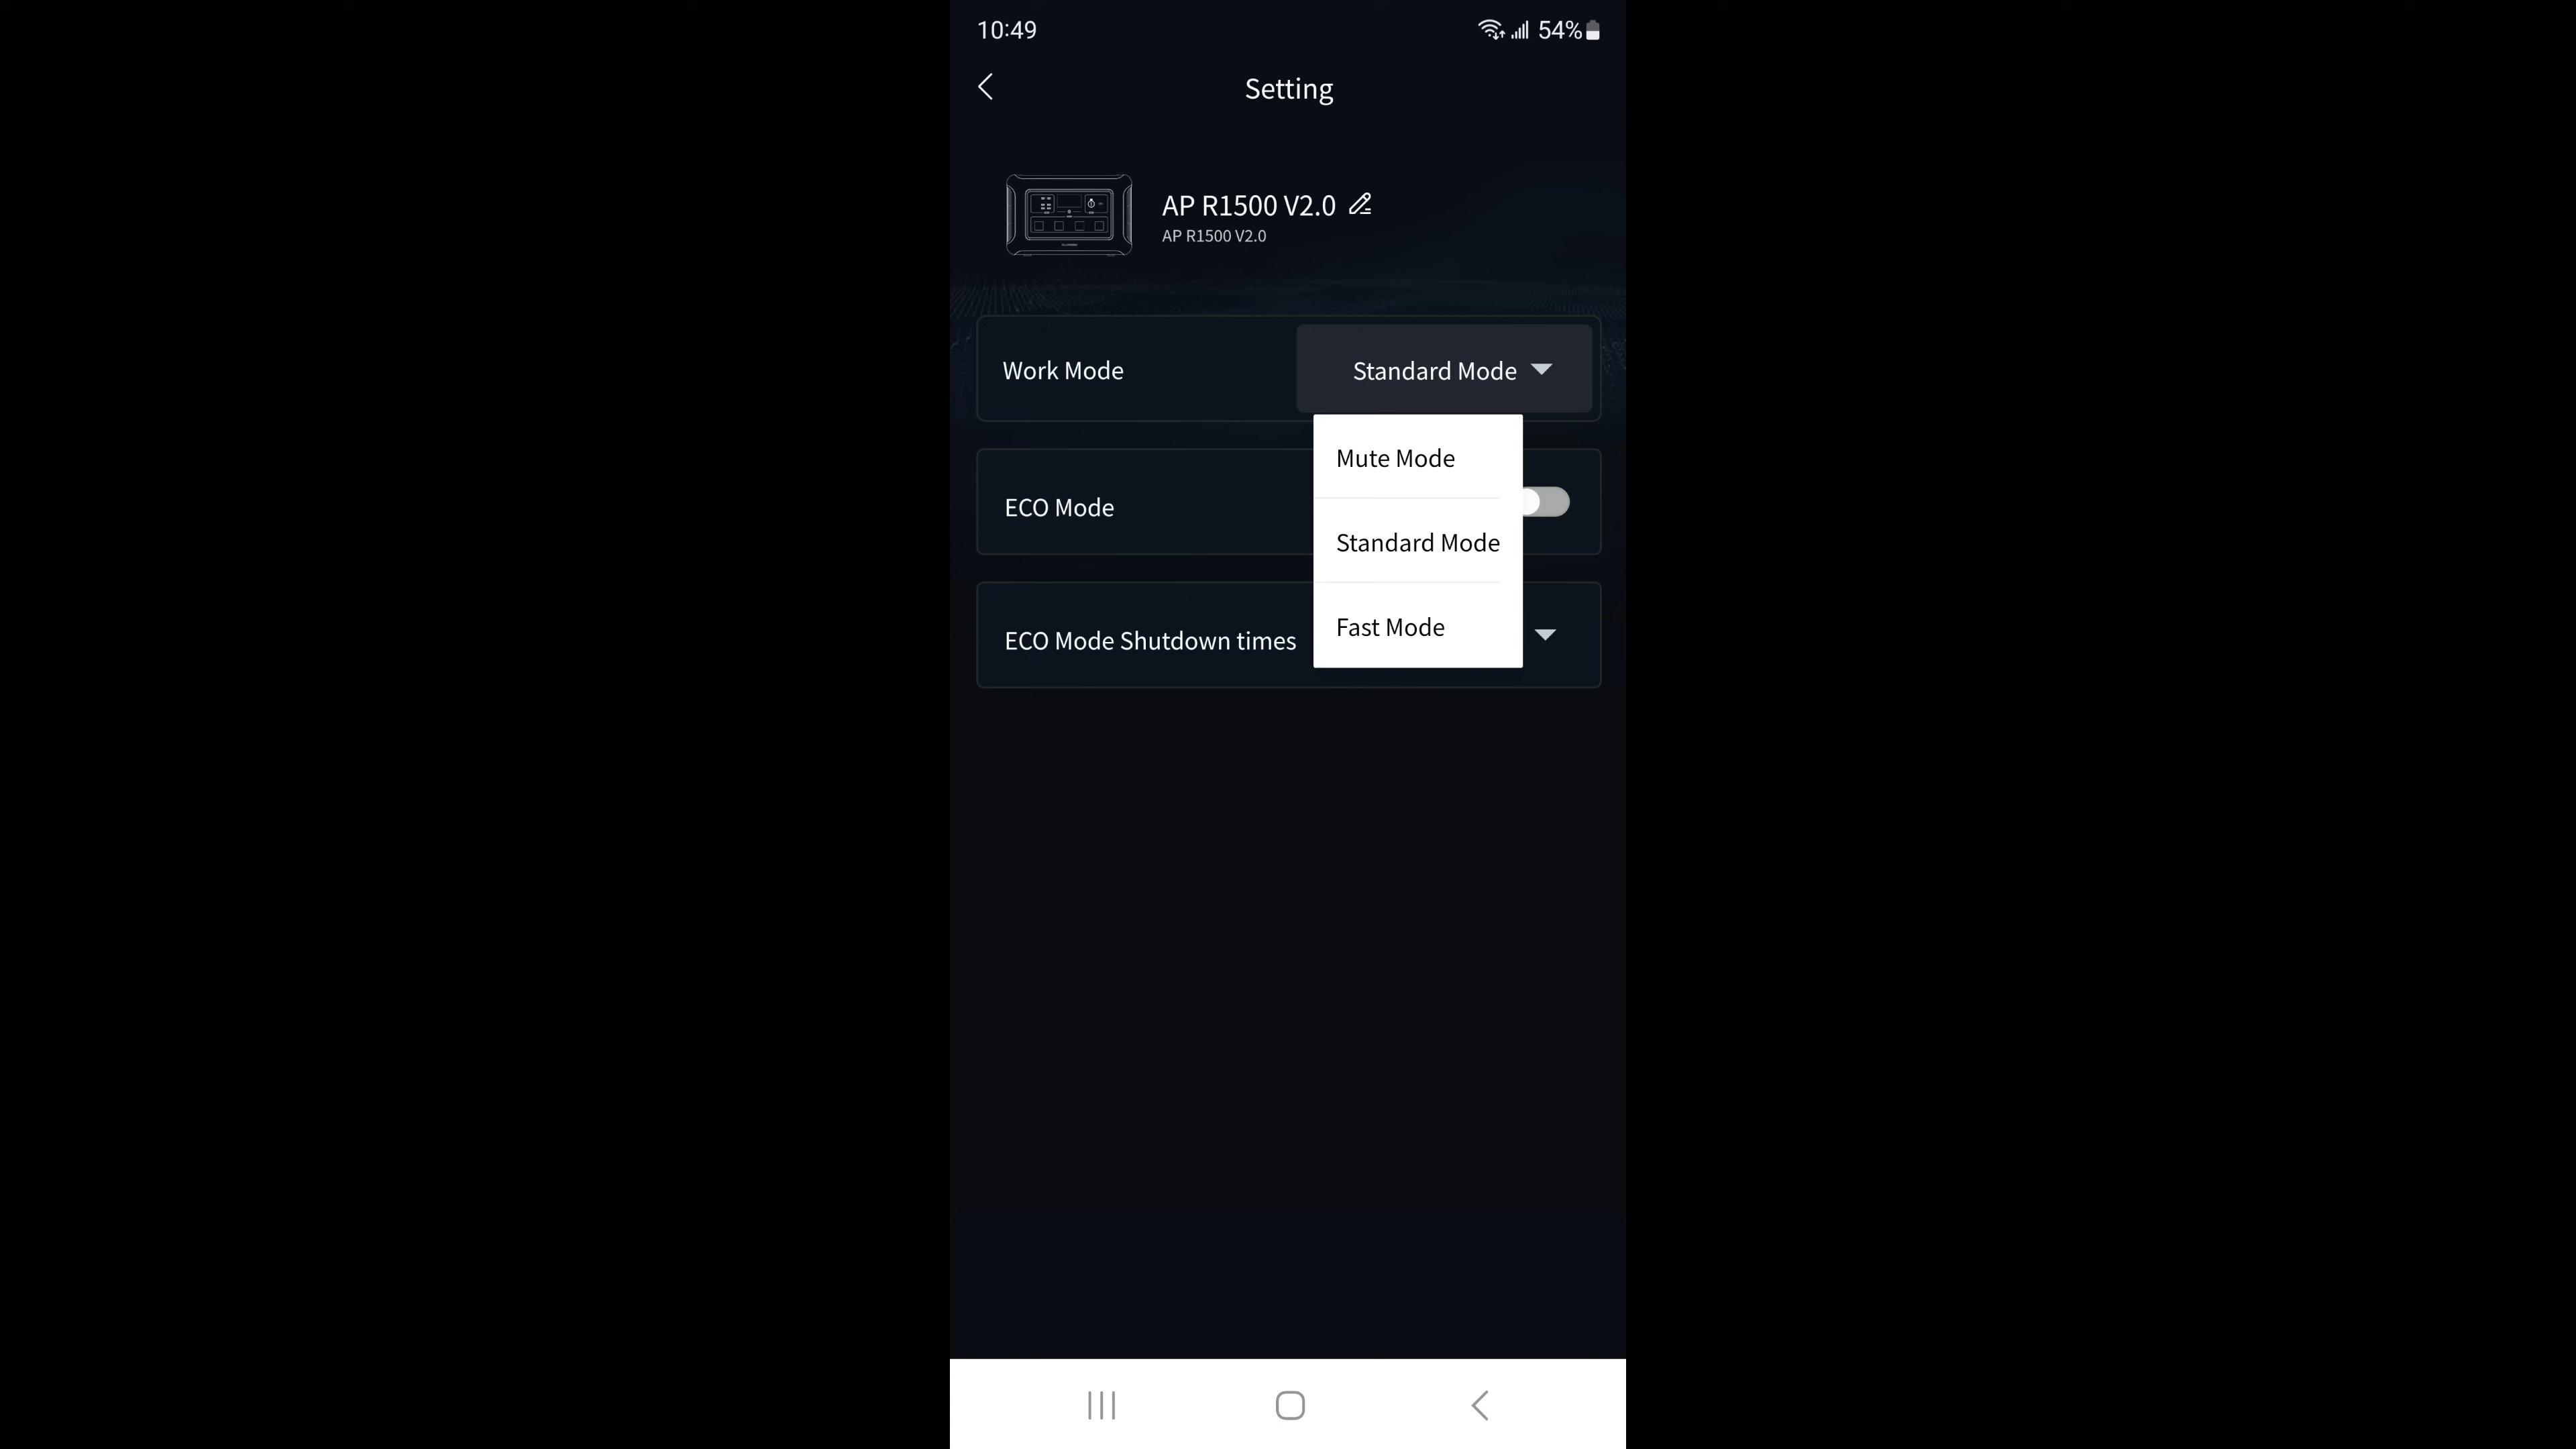 10:49
54%
Setting
AP R1500 V2.0
AP R1500 V2.0
Work Mode
Standard Mode
Mute Mode
ECO Mode
Standard Mode
Fast Mode
ECO Mode Shutdown times